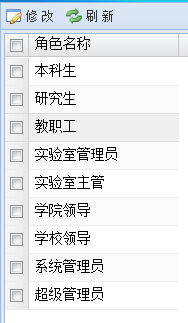 修改 刷新
角色名称
本科生
研究生
教职工
实验室管理员
实验室主管
学院领导
学校领导
系统管理员
超级管理员